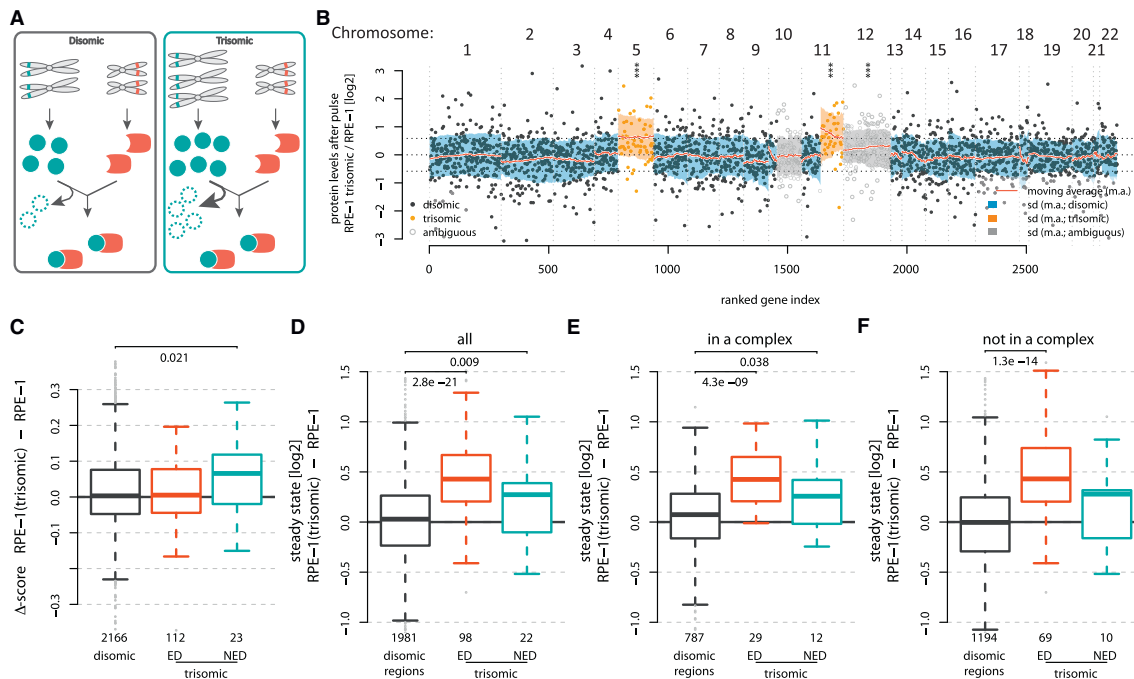 A
Disomic
Trisomic
B
Chromosome:
1 2 3 4 5 6 7 8 9 10 11 12 13 14 15 16 17 18 19 20 21 22
*** *** ***
protein levels after pulse
RPE−1 trisomic / RPE−1 [log2]
3
2
1
0
−1
−2
−3
disomic
trisomic
ambiguous
moving average (m.a.)
sd (m.a.; disomic)
sd (m.a.; trisomic)
sd (m.a.; ambiguous)
0 500 1000 1500 2000 2500
ranked gene index
C
Δ-score RPE−1(trisomic) − RPE−1
0.3
0.2
0.1
0.0
−0.1
−0.3
0.021
2166 112 23
disomic ED NED
trisomic
D
all
steady state [log2]
RPE−1(trisomic) − RPE−1
1.5
1.0
0.5
0.0
−0.5
−1.0
0.009
2.8e −21
1981 98 22
disomic ED NED
regions trisomic
E
in a complex
steady state [log2]
RPE−1(trisomic) − RPE−1
1.5
1.0
0.5
0.0
−0.5
−1.0
0.038
4.3e −09
787 29 12
disomic ED NED
regions trisomic
F
not in a complex
steady state [log2]
RPE−1(trisomic) − RPE−1
1.5
1.0
0.5
0.0
−0.5
−1.0
1.3e −14
1194 69 10
disomic ED NED
regions trisomic